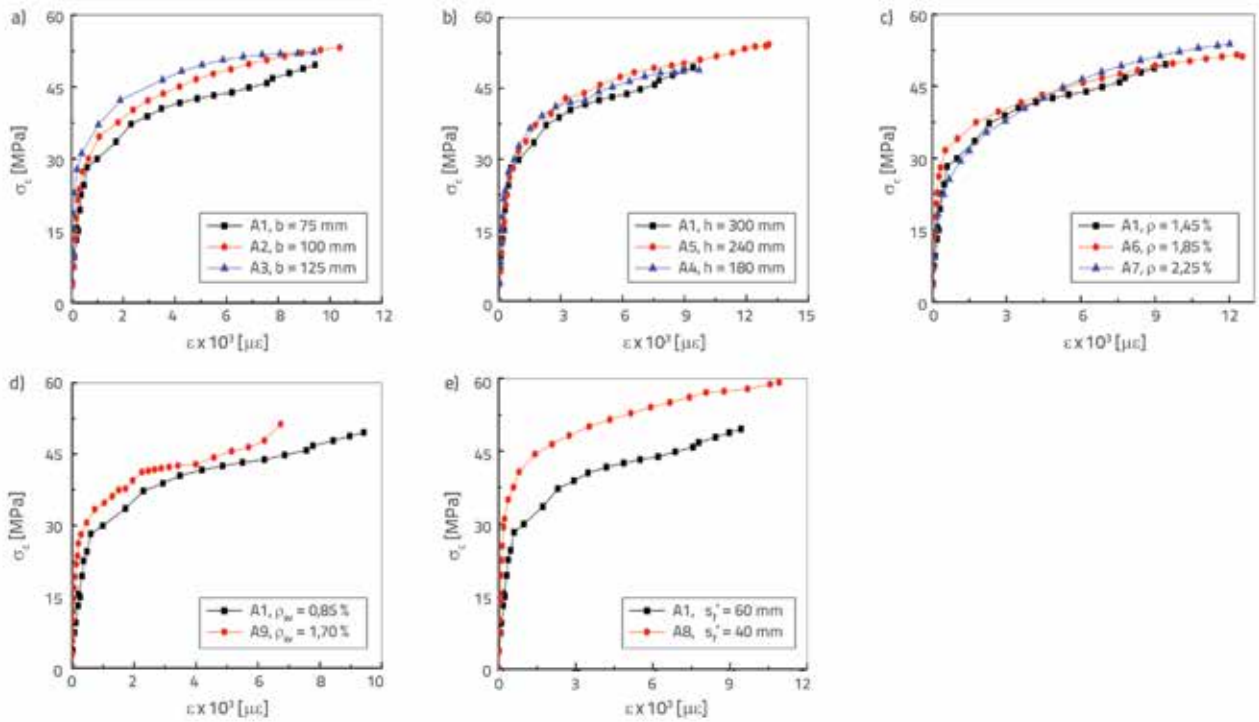 a)
60
45
30
15
0
σc [MPa]
A1, b = 75 mm
A2, b = 100 mm
A3, b = 125 mm
0 2 4 6 8 10 12
ε x 10³ [με]
b)
60
45
30
15
0
σc [MPa]
A1, h = 300 mm
A5, h = 240 mm
A4, h = 180 mm
0 3 6 9 12 15
ε x 10³ [με]
c)
60
45
30
15
0
σc [MPa]
A1, ρ = 1,45 %
A6, ρ = 1,85 %
A7, ρ = 2,25 %
0 3 6 9 12
ε x 10³ [με]
d)
60
45
30
15
0
σc [MPa]
A1, ρw = 0,85 %
A9, ρw = 1,70 %
0 2 4 6 8 10
ε x 10³ [με]
e)
60
45
30
15
0
σc [MPa]
A1, sf' = 60 mm
A8, sf' = 40 mm
0 3 6 9 12
ε x 10³ [με]